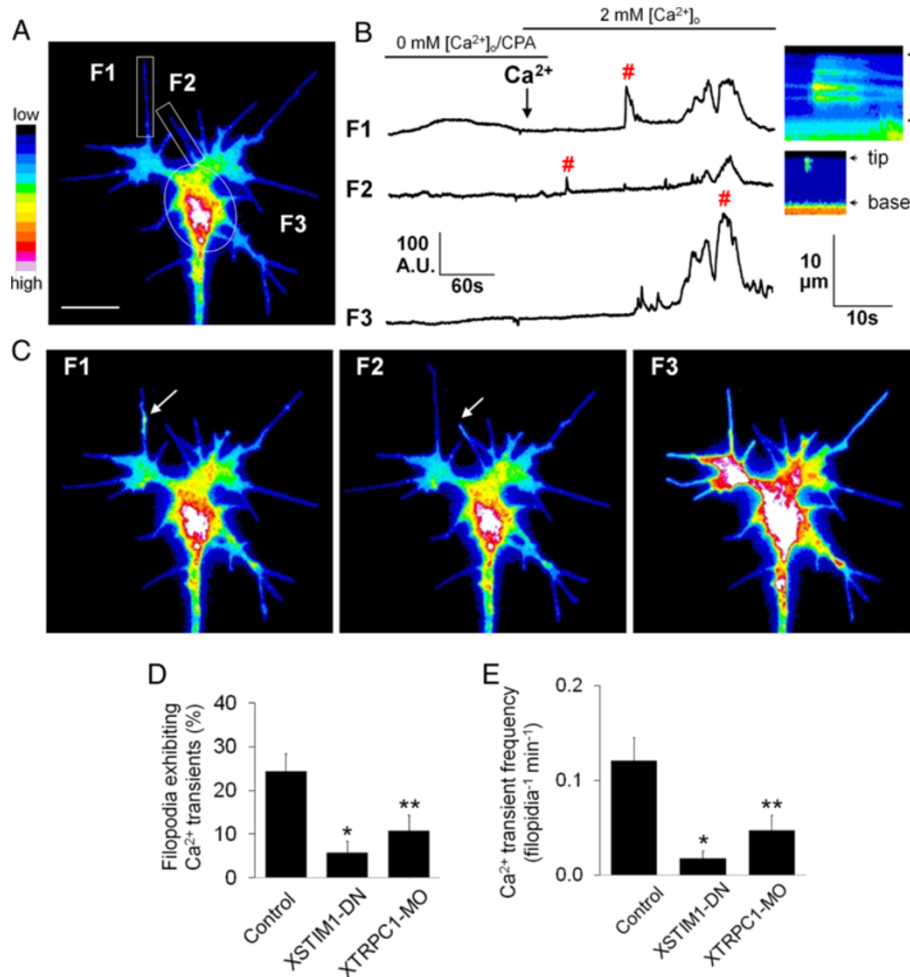 A
F1
F2
F3
low
high
B
2 mM [Ca²⁺]ₒ
0 mM [Ca²⁺]ₒ/CPA
Ca²⁺
#
#
#
F1
F2
F3
100
A.U.
60s
tip
base
10
µm
10s
C
F1
F2
F3
D
Filopodia exhibiting
Ca²⁺ transients (%)
40
30
20
10
0
*
**
Control
XSTIM1-DN
XTRPC1-MO
E
Ca²⁺ transient frequency
(filopidia⁻¹ min⁻¹)
0.2
0.1
0.0
*
**
Control
XSTIM1-DN
XTRPC1-MO